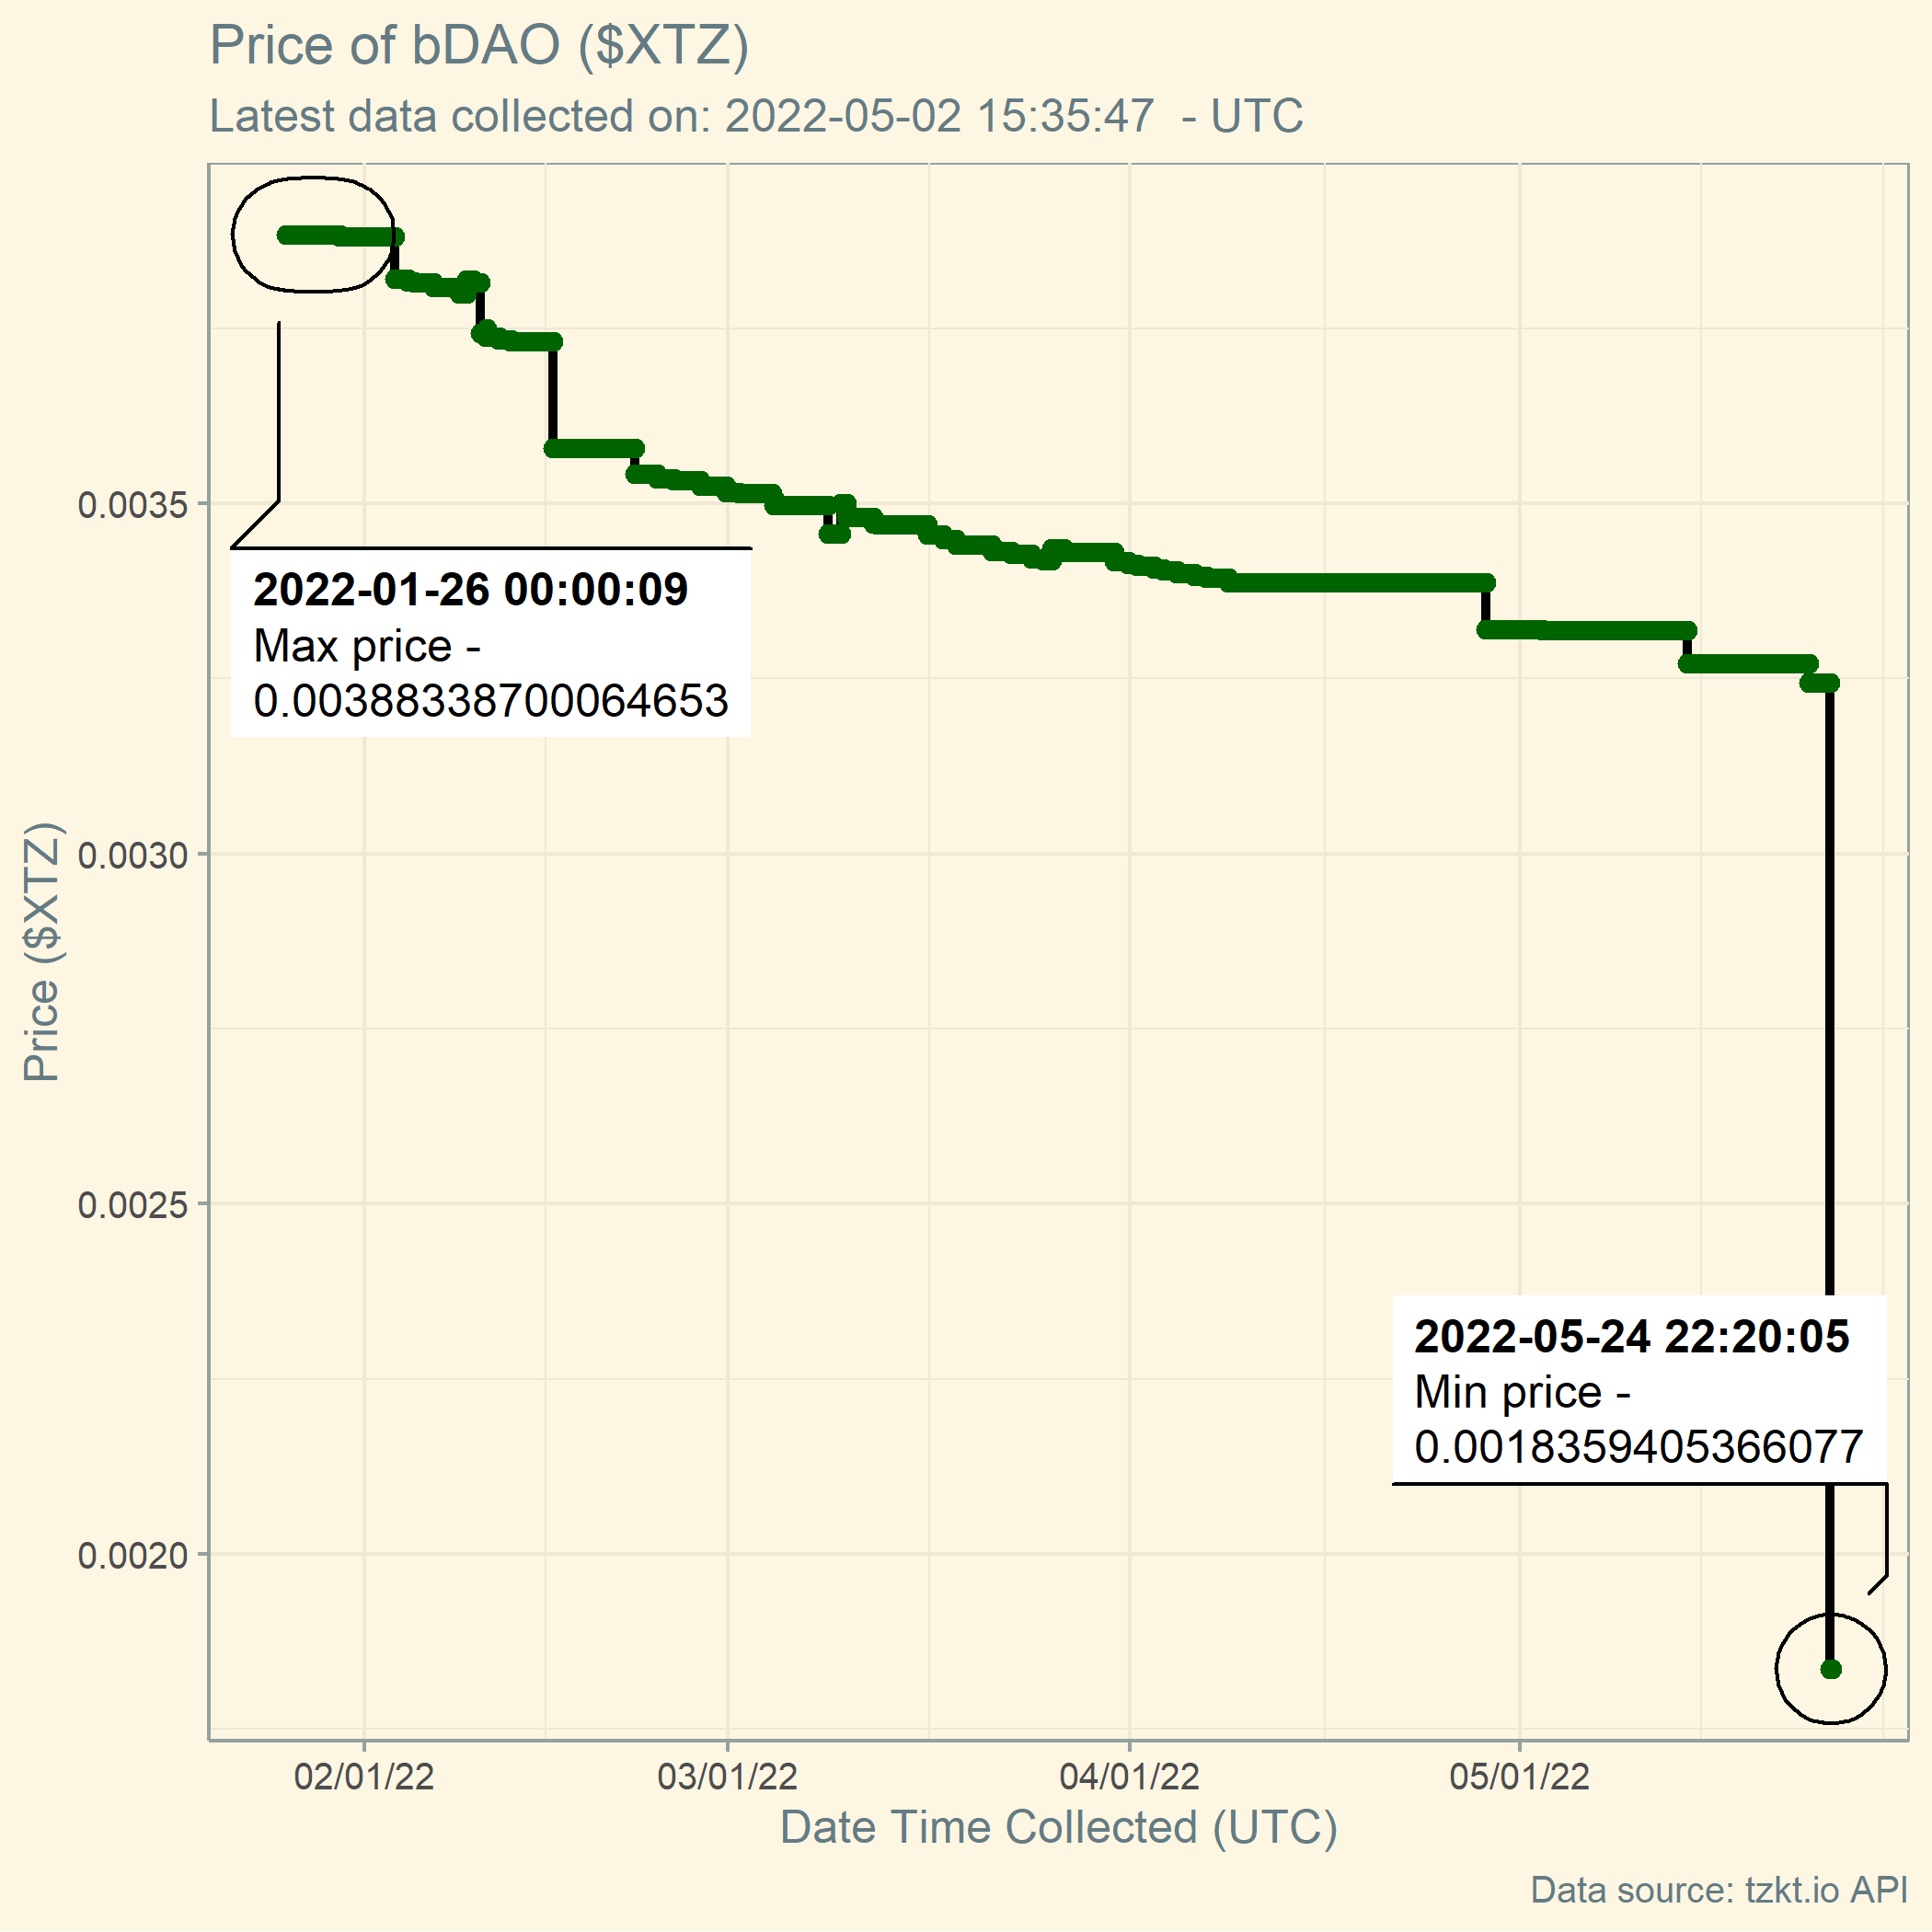 Price of bDAO ($XTZ)
Latest data collected on: 2022-05-02 15:35:47  - UTC
0.0035
0.0030
0.0025
0.0020
Price ($XTZ)
2022-01-26 00:00:09
Max price -
0.00388338700064653
2022-05-24 22:20:05
Min price -
0.0018359405366077
02/01/22
03/01/22
04/01/22
05/01/22
Date Time Collected (UTC)
Data source: tzkt.io API